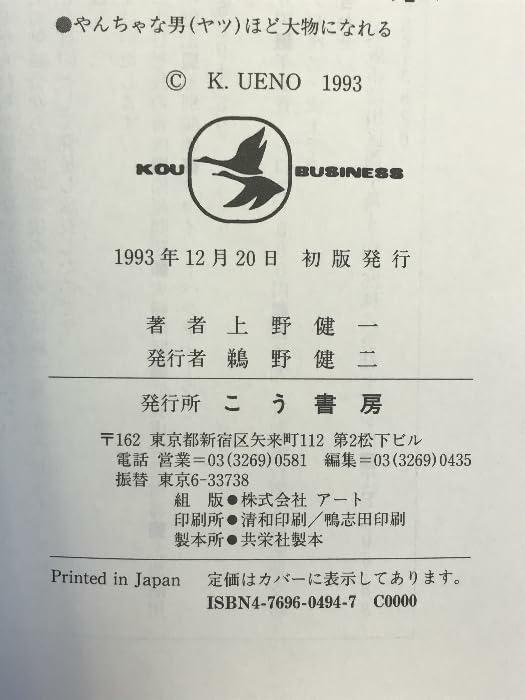 ●やんちゃな男(ヤツ)ほど大物になれる
© K. UENO 1993
KOU BUSINESS
1993年12月20日 初版発行
著者 上野健一
発行者 鵜野健二
発行所 こう書房
〒162 東京都新宿区矢来町112 第2松下ビル
電話 営業=03(3269)0581 編集=03(3269)0435
振替 東京6-33738
組版●株式会社 アート
印刷所●清和印刷/鴨志田印刷
製本所●共栄社製本
Printed in Japan 定価はカバーに表示してあります。
ISBN4-7696-0494-7 C0000